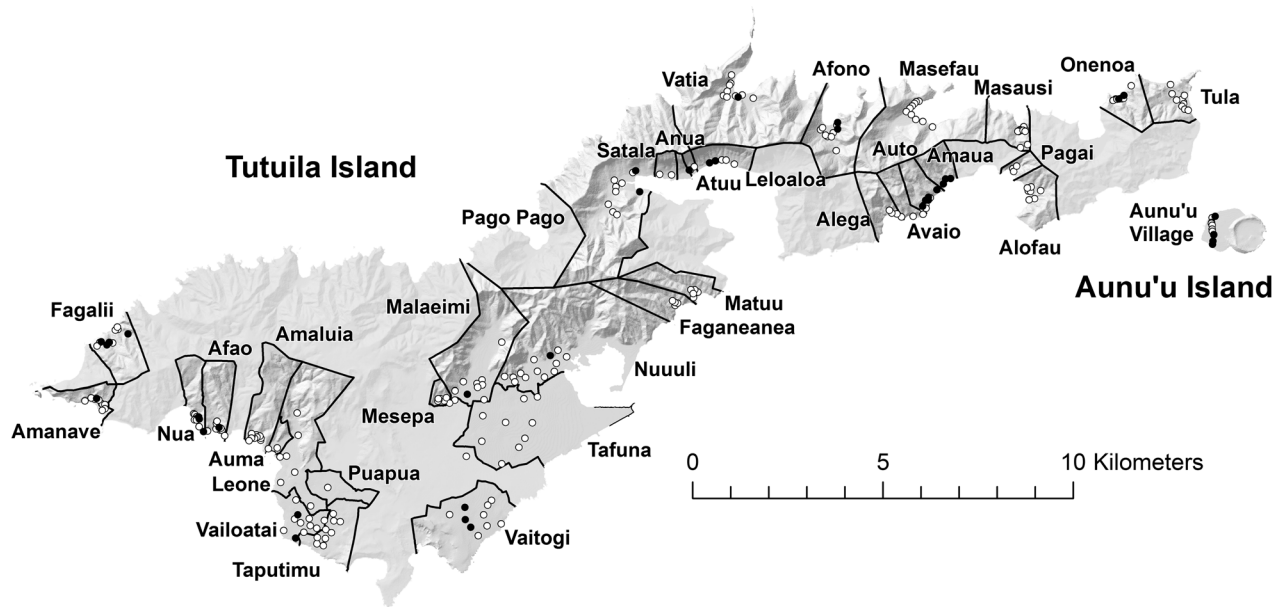 Onenoa
Afono
Masefau
Vatia
Masausi
Tula
Tutuila Island
Anua
Satala
Auto
Amaua
Pagai
Atuu
Leloaloa
Pago Pago
Alega
Avaio
Aunu'u
Village
Alofau
Aunu'u Island
Malaeimi
Matuu
Fagalii
Amaluia
Faganeanea
Afao
Nuuuli
Mesepa
Amanave
Nua
Tafuna
Auma
Leone
Puapua
0 5 10 Kilometers
Vailoatai
Vaitogi
Taputimu